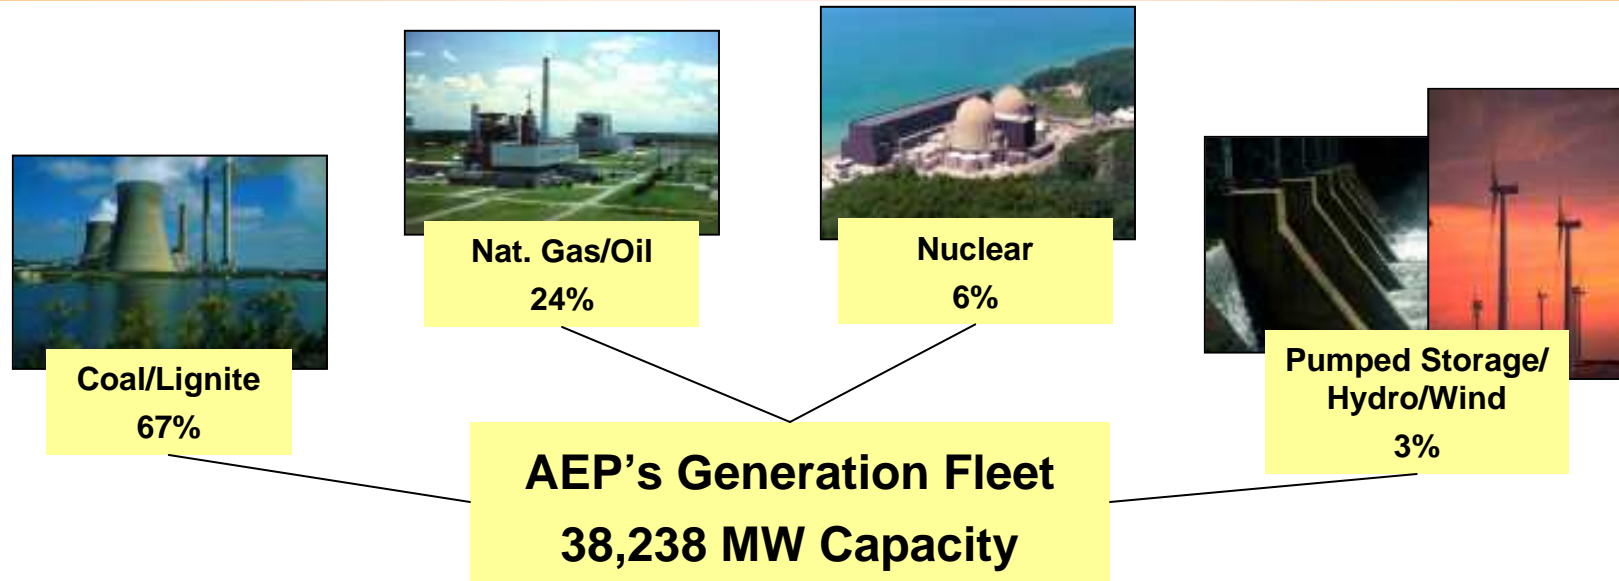 Coal/Lignite
67%
Nat. Gas/Oil
24%
Nuclear
6%
Pumped Storage/
Hydro/Wind
3%
AEP's Generation Fleet
38,238 MW Capacity